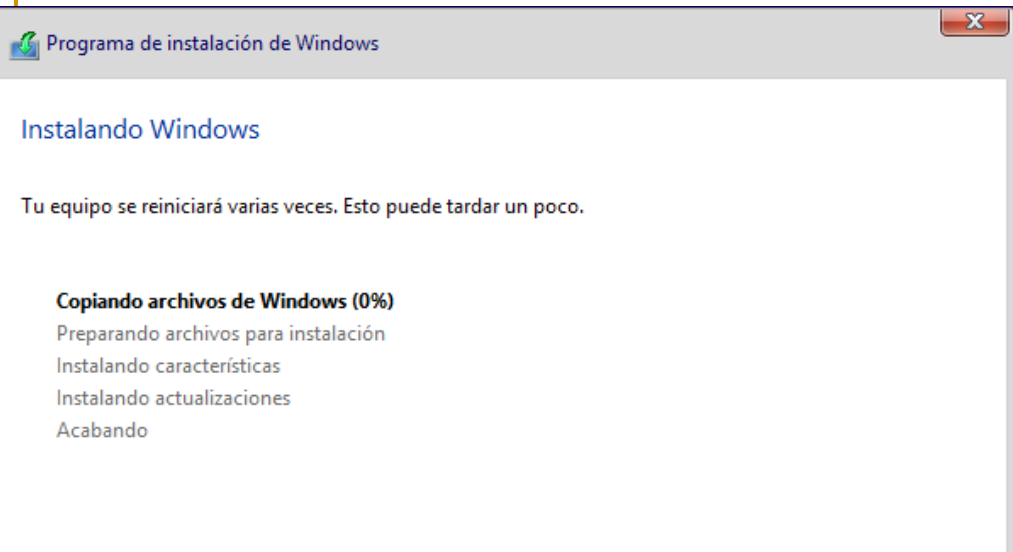 Programa de instalación de Windows
Instalando Windows
Tu equipo se reiniciará varias veces. Esto puede tardar un poco.
Copiando archivos de Windows (0%)
Preparando archivos para instalación
Instalando características
Instalando actualizaciones
Acabando